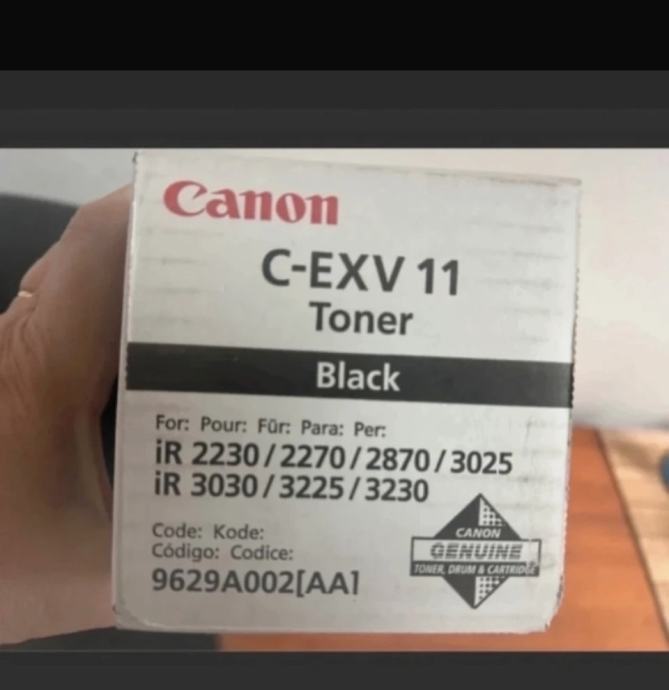 Canon
C-EXV 11
Toner
Black
For: Pour: Für: Para: Per:
iR 2230/2270/2870/3025
iR 3030/3225/3230
Code: Kode:
Código: Codice:
9629A002[AA]
CANON
GENUINE
TONER, DRUM & CARTRIDGE